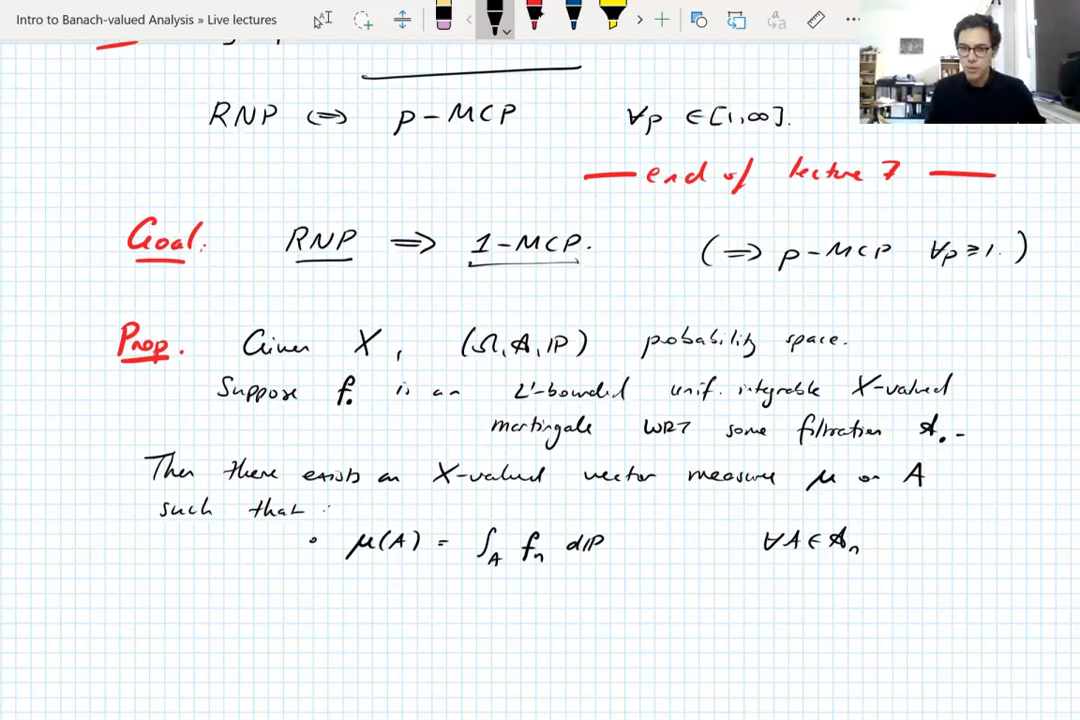 Intro to Banach-valued Analysis » Live lectures
RNP ⟺ p-MCP ∀p ∈ [1,∞].
— end of lecture 7 —
Goal: RNP ⟹ 1-MCP. (⟹ p-MCP ∀p≥1.)
Prop. Given X, (Ω, A, ℙ) probability space.
Suppose f. is an L¹-bounded unif. integrable X-valued
martingale WRT some filtration A. -
Then there exists an X-valued vector measure μ on A
such that:
• μ(A) = ∫_A f_n dℙ ∀A ∈ A_n